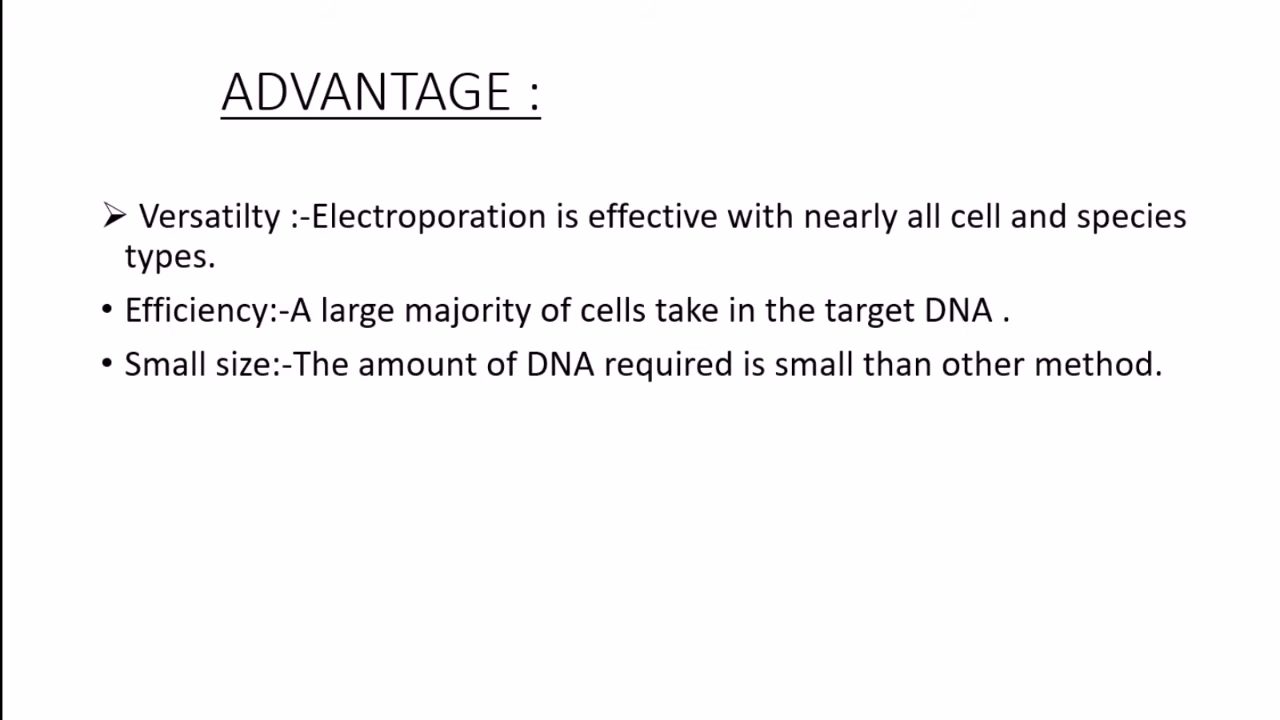 ADVANTAGE :
➢ Versatilty :-Electroporation is effective with nearly all cell and species
types.
• Efficiency:-A large majority of cells take in the target DNA .
• Small size:-The amount of DNA required is small than other method.